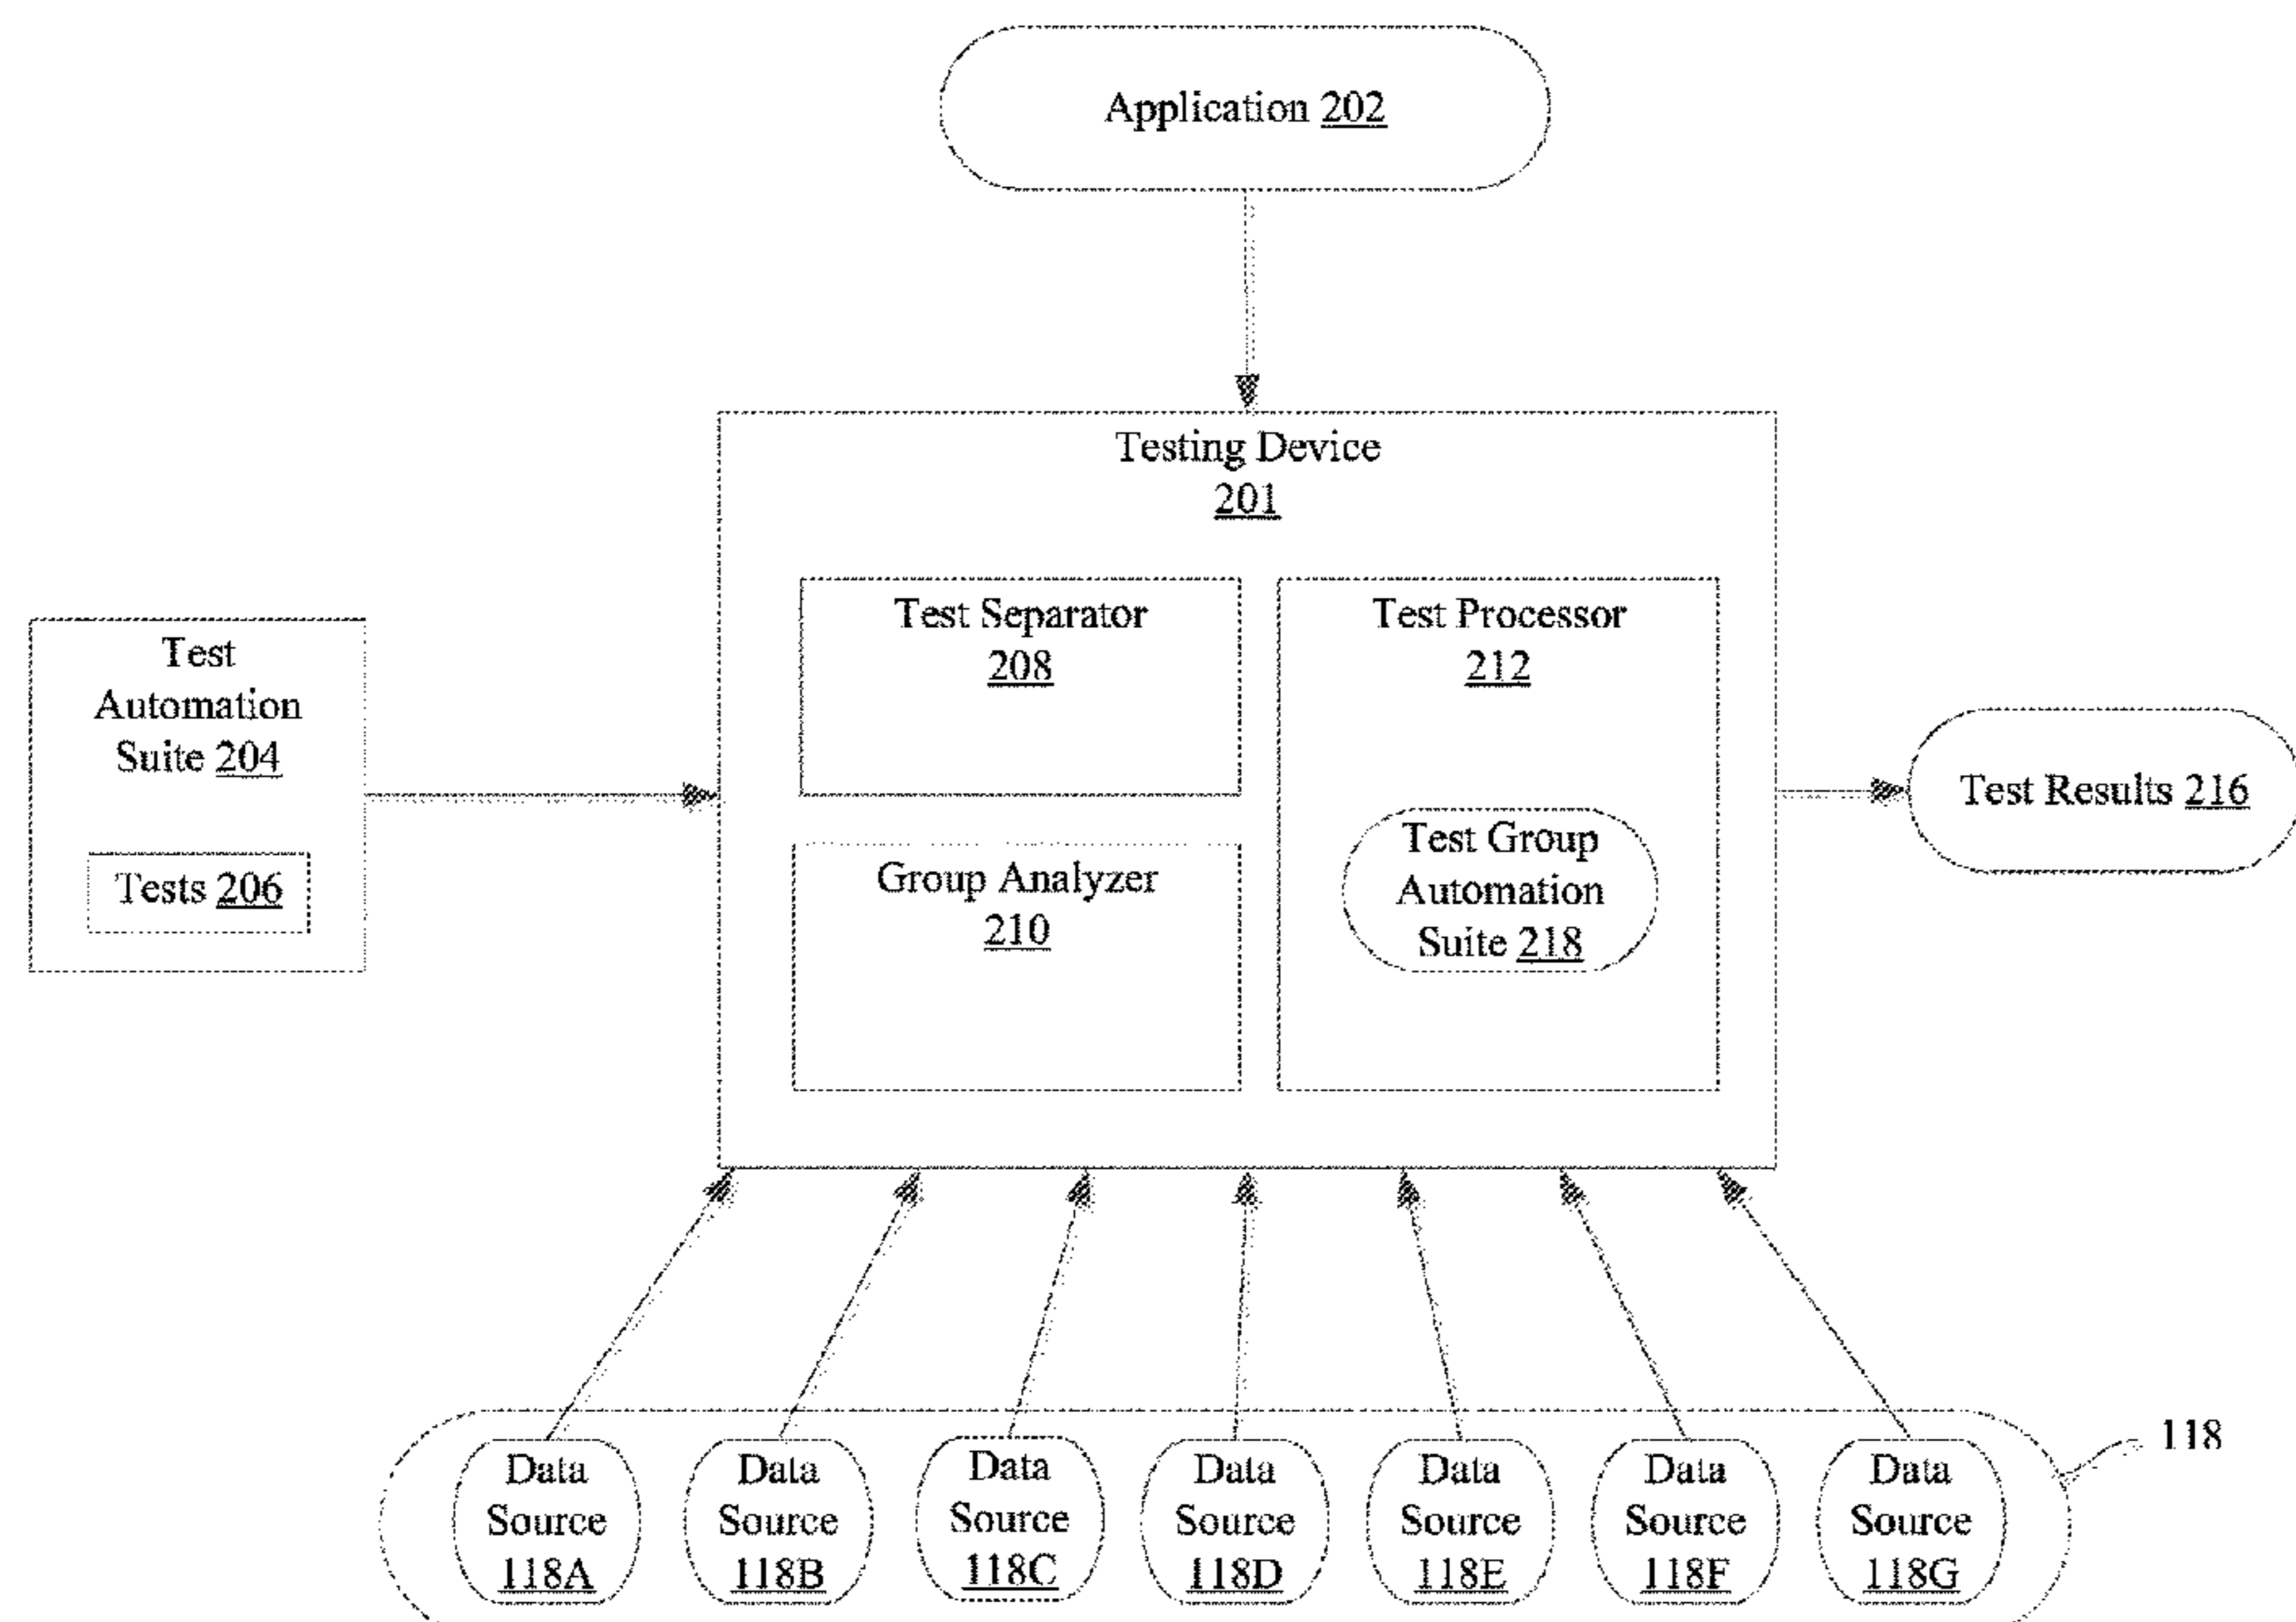 Application 202
Testing Device
201
Test Separator
208
Test Processor
212
Test
Automation
Suite 204
Tests 206
Group Analyzer
210
Test Group
Automation
Suite 218
Test Results 216
118
Data
Source
118A
Data
Source
118B
Data
Source
118C
Data
Source
118D
Data
Source
118E
Data
Source
118F
Data
Source
118G